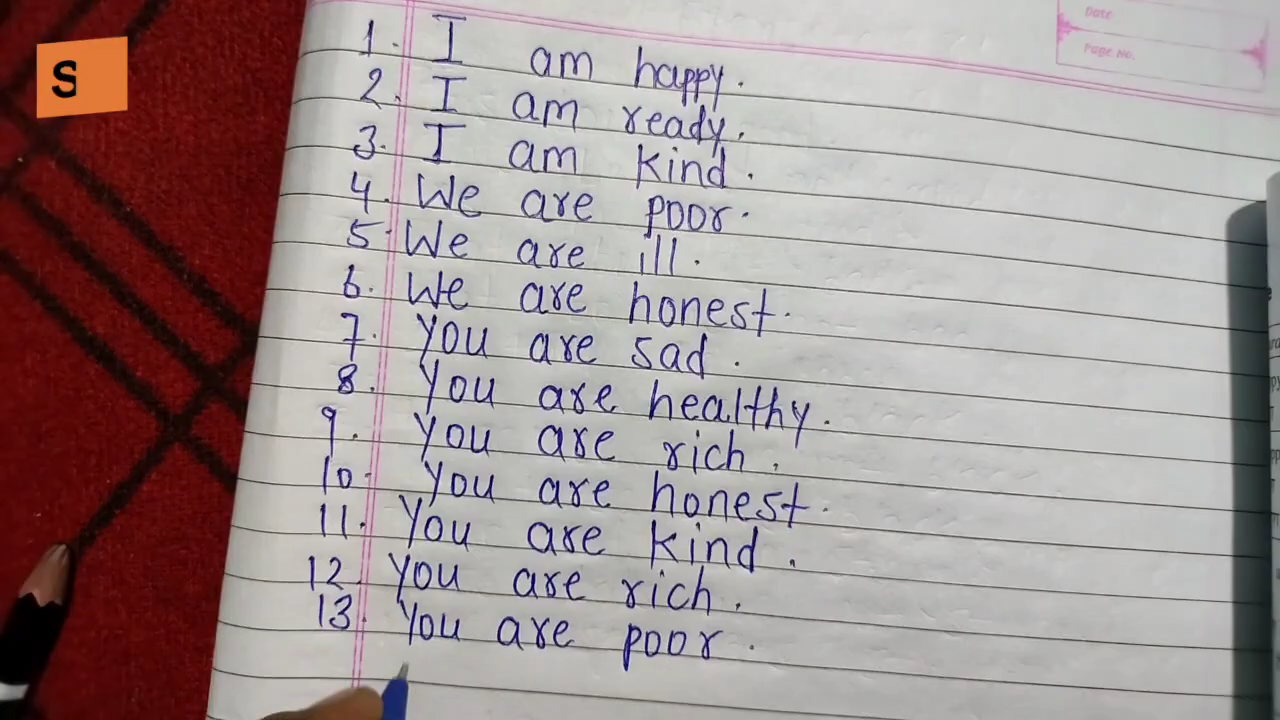 S
Date
Page No.
1. I am happy.
2. I am ready.
3. I am kind.
4. We are poor.
5. We are ill.
6. We are honest.
7. You are sad.
8. You are healthy.
9. You are rich.
10. You are honest.
11. You are kind.
12. You are rich.
13. You are poor.